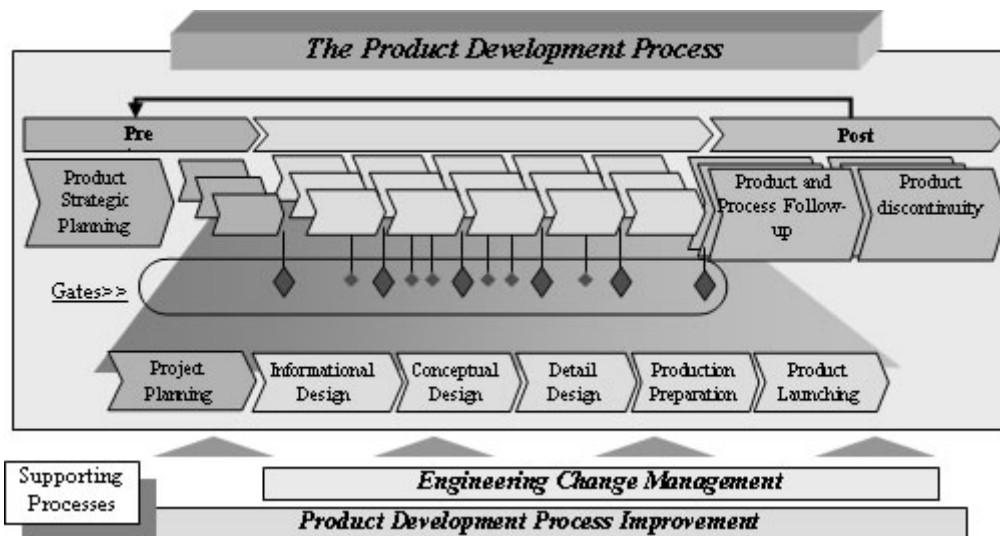 The Product Development Process
Pre
Post
Product
Strategic
Planning
Product and
Process Follow-
up
Product
discontinuity
Gates>>
Project
Planning
Informational
Design
Conceptual
Design
Detail
Design
Production
Preparation
Product
Launching
Supporting
Processes
Engineering Change Management
Product Development Process Improvement